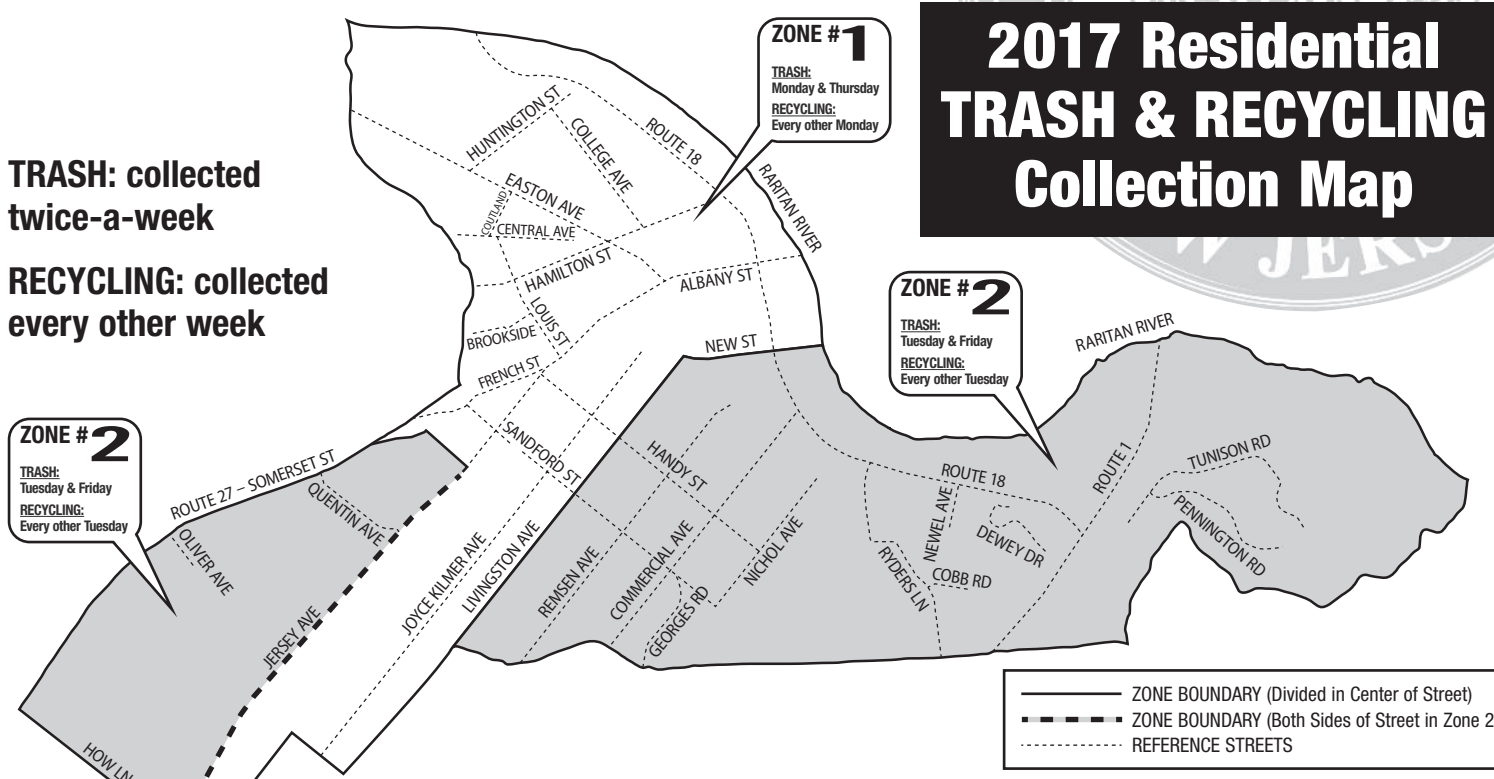 2017 Residential
TRASH & RECYCLING
Collection Map
TRASH: collected
twice-a-week
RECYCLING: collected
every other week
ZONE #1
TRASH:
Monday & Thursday
RECYCLING:
Every other Monday
ZONE #2
TRASH:
Tuesday & Friday
RECYCLING:
Every other Tuesday
ZONE #2
TRASH:
Tuesday & Friday
RECYCLING:
Every other Tuesday
HUNTINGTON ST
COLLEGE AVE
ROUTE 18
RARITAN RIVER
EASTON AVE
COUTLAND
CENTRAL AVE
HAMILTON ST
ALBANY ST
LOUIS ST
BROOKSIDE
NEW ST
FRENCH ST
RARITAN RIVER
SANDFORD ST
HANDY ST
ROUTE 27 – SOMERSET ST
QUENTIN AVE
OLIVER AVE
JERSEY AVE
JOYCE KILMER AVE
LIVINGSTON AVE
REMSEN AVE
COMMERCIAL AVE
GEORGES RD
NICHOL AVE
RYDERS LN
NEWEL AVE
COBB RD
DEWEY DR
ROUTE 18
ROUTE 1
TUNISON RD
PENNINGTON RD
HOW LN
W JERS
ZONE BOUNDARY (Divided in Center of Street)
ZONE BOUNDARY (Both Sides of Street in Zone 2
REFERENCE STREETS